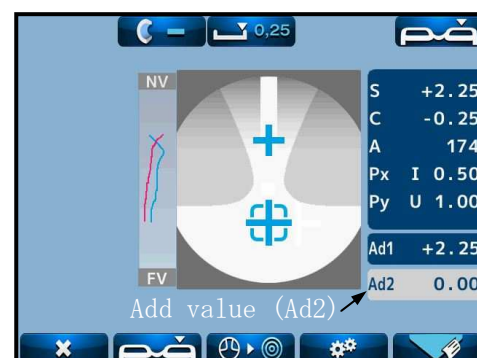 0,25
NV
S +2.25
C -0.25
A 174
Px I 0.50
Py U 1.00
Ad1 +2.25
Ad2 0.00
FV
Add value (Ad2)